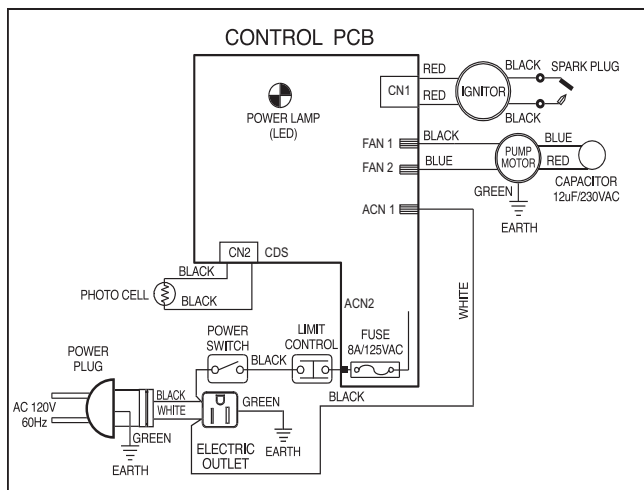 CONTROL PCB
POWER LAMP
(LED)
CN1
RED
RED
IGNITOR
BLACK
BLACK
SPARK PLUG
FAN 1
BLACK
FAN 2
BLUE
PUMP
MOTOR
BLUE
RED
CAPACITOR
12uF/230VAC
GREEN
EARTH
ACN 1
WHITE
CN2
CDS
BLACK
BLACK
PHOTO CELL
ACN2
POWER
SWITCH
BLACK
LIMIT
CONTROL
FUSE
8A/125VAC
BLACK
POWER
PLUG
AC 120V
60Hz
BLACK
WHITE
GREEN
EARTH
GREEN
EARTH
ELECTRIC
OUTLET